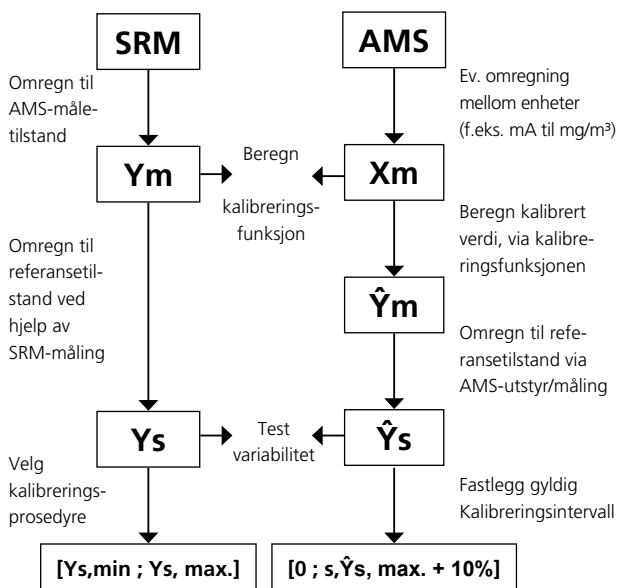 SRM
AMS
Omregn til
AMS-måle-
tilstand
Ev. omregning
mellom enheter
(f.eks. mA til mg/m³)
Ym
Beregn
kalibrerings-
funksjon
Xm
Omregn til
referansetil-
stand ved
hjelp av
SRM-måling
Beregn kalibrert
verdi, via kalibre-
ringsfunksjonen
Ŷm
Omregn til refe-
ransetilstand via
AMS-utstyr/måling
Ys
Test
variabilitet
Ŷs
Velg
kalibrerings-
prosedyre
Fastlegg gyldig
Kalibreringsintervall
[Ys,min ; Ys, max.]
[0 ; s,Ŷs, max. + 10%]